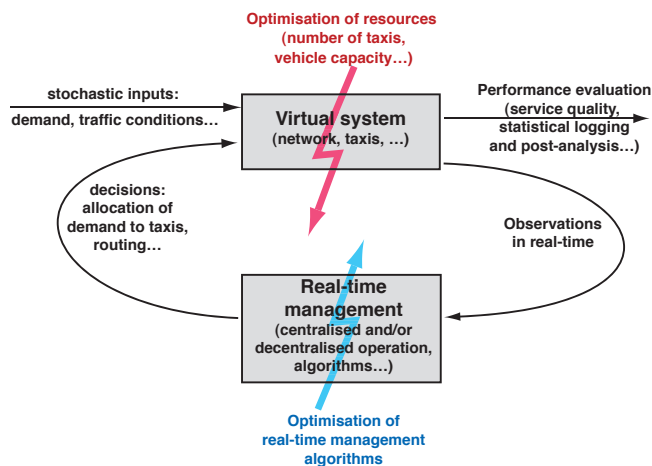 Optimisation of resources
(number of taxis,
vehicle capacity…)
stochastic inputs:
demand, traffic conditions…
Virtual system
(network, taxis, …)
Performance evaluation
(service quality,
statistical logging
and post-analysis…)
decisions:
allocation of
demand to taxis,
routing…
Observations
in real-time
Real-time
management
(centralised and/or
decentralised operation,
algorithms…)
Optimisation of
real-time management
algorithms